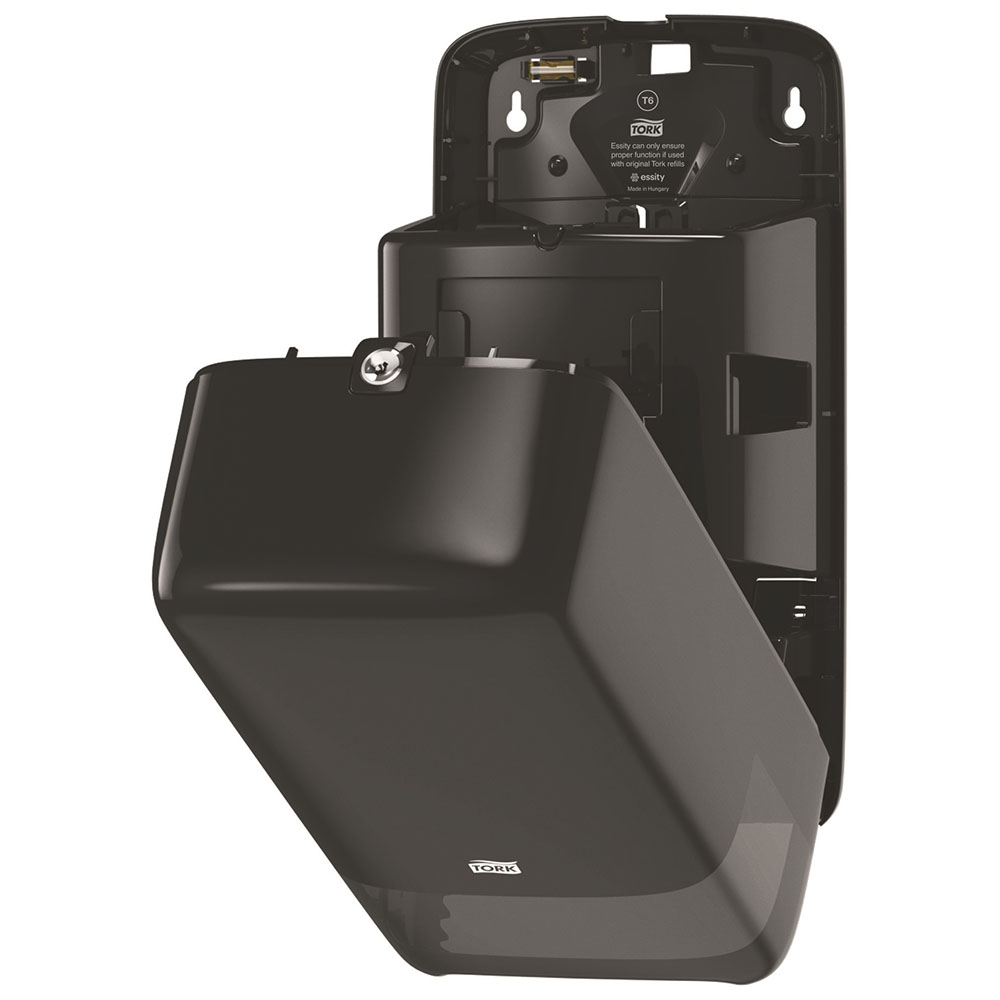 T6
TORK
Essity can only ensure
proper function if used
with original Tork refills
essity
Made in Hungary
TORK